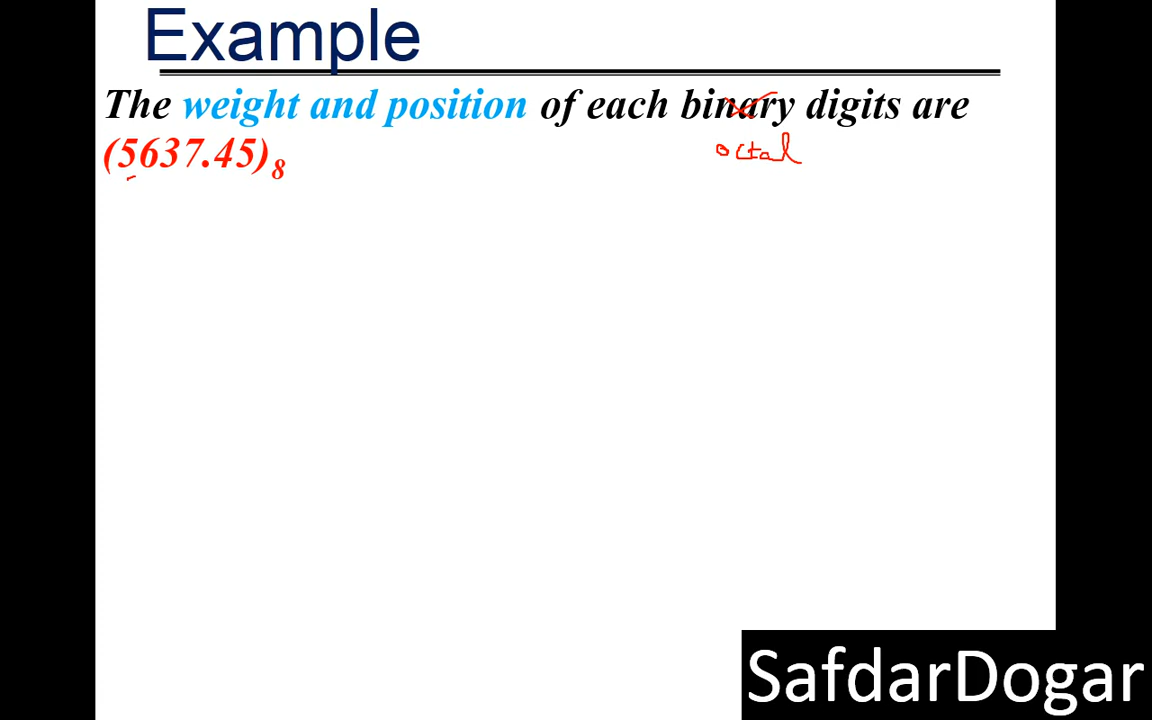 Example
The weight and position of each binary digits are
octal
(5637.45)8
SafdarDogar